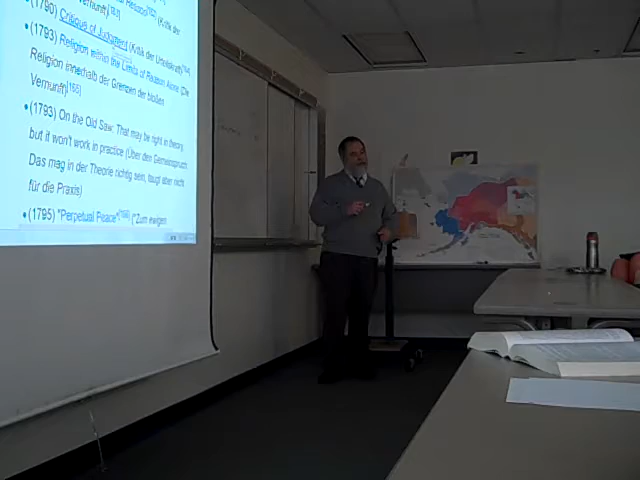 (1790) Critique of Judgment (Kritik der Urteilskraft)[164]
(1793) Religion within the Limits of Reason Alone (Die
Religion innerhalb der Grenzen der bloßen
Vernunft)[165]
(1793) On the Old Saw: That may be right in theory,
but it won't work in practice (Über den Gemeinspruch:
Das mag in der Theorie richtig sein, taugt aber nicht
für die Praxis)
(1795) "Perpetual Peace" ("Zum ewigen